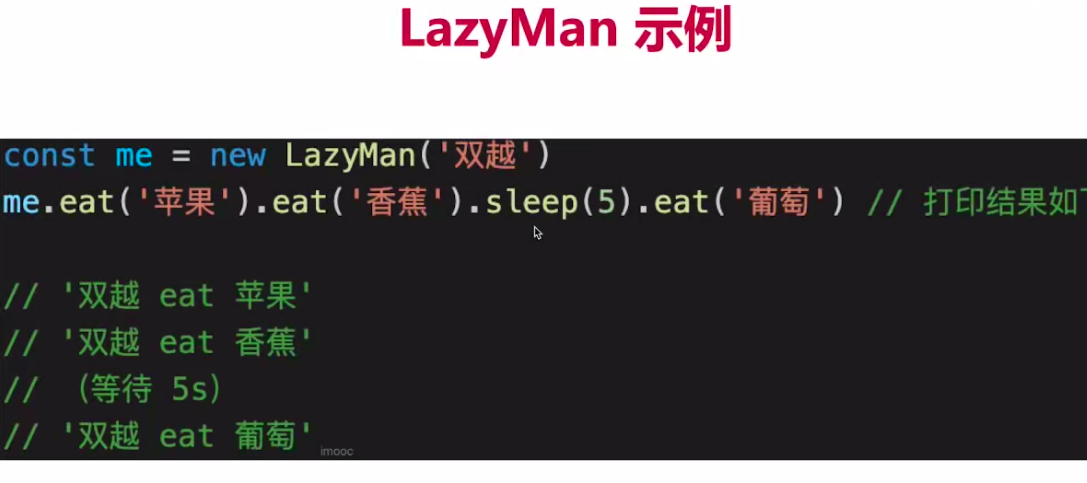 LazyMan 示例
const me = new LazyMan('双越')
me.eat('苹果').eat('香蕉').sleep(5).eat('葡萄') // 打印结果如
// '双越 eat 苹果'
// '双越 eat 香蕉'
// （等待 5s）
// '双越 eat 葡萄'
imooc